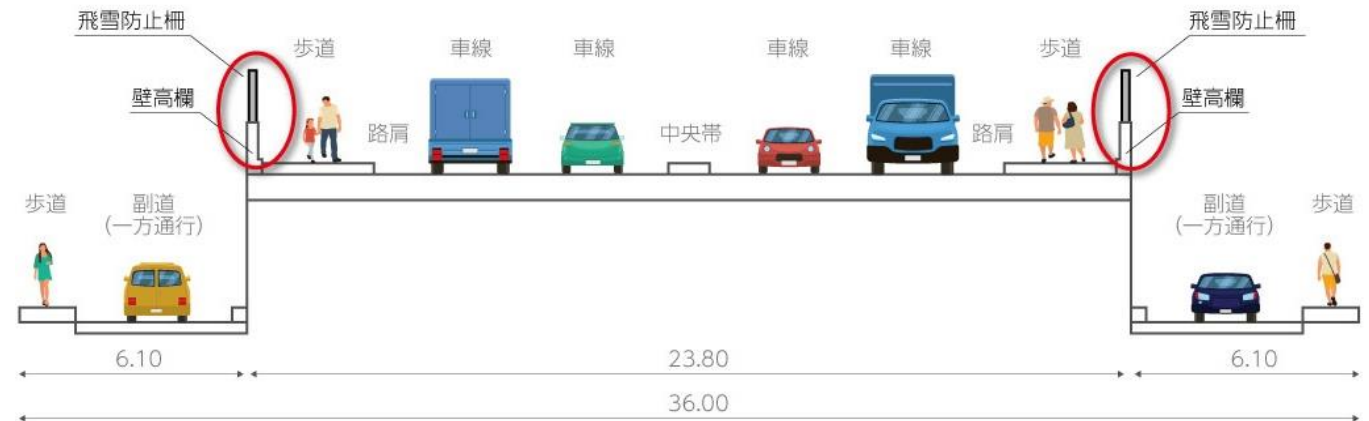 飛雪防止柵
飛雪防止柵
歩道
車線
車線
車線
車線
歩道
壁高欄
壁高欄
路肩
中央帯
路肩
歩道
副道
(一方通行)
副道
(一方通行)
歩道
6.10
23.80
6.10
36.00